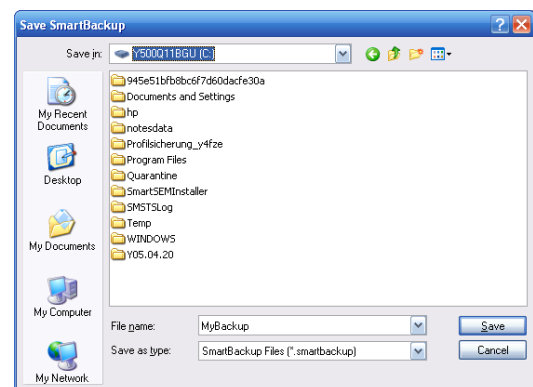 Save SmartBackup
Save in: Y500Q11BGU (C:)
My Recent Documents
Desktop
My Documents
My Computer
My Network
945e51bfb8bc6f7d60dacfe30a
Documents and Settings
hp
notesdata
Profilsicherung_y4fze
Program Files
Quarantine
SmartSEMInstaller
SMSTSLog
Temp
WINDOWS
Y05.04.20
File name: MyBackup Save
Save as type: SmartBackup Files (*.smartbackup) Cancel